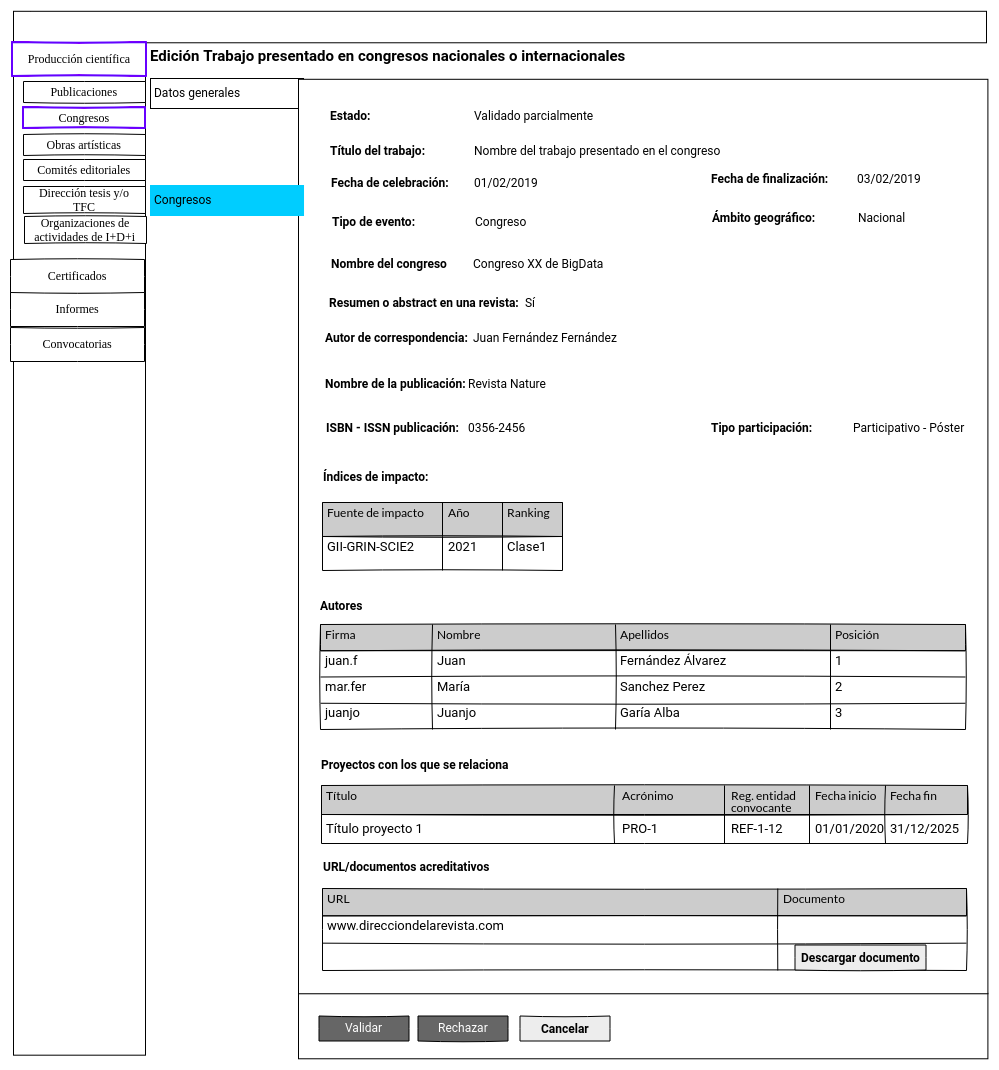 Producción científica
Publicaciones
Congresos
Obras artísticas
Comités editoriales
Dirección tesis y/o
TFC
Organizaciones de
actividades de I+D+i
Certificados
Informes
Convocatorias
Edición Trabajo presentado en congresos nacionales o internacionales
Datos generales
Congresos
Estado: Validado parcialmente
Título del trabajo: Nombre del trabajo presentado en el congreso
Fecha de celebración: 01/02/2019 Fecha de finalización: 03/02/2019
Tipo de evento: Congreso Ámbito geográfico: Nacional
Nombre del congreso Congreso XX de BigData
Resumen o abstract en una revista: Sí
Autor de correspondencia: Juan Fernández Fernández
Nombre de la publicación: Revista Nature
ISBN - ISSN publicación: 0356-2456 Tipo participación: Participativo - Póster
Índices de impacto:
Fuente de impacto Año Ranking
GII-GRIN-SCIE2 2021 Clase1
Autores
Firma Nombre Apellidos Posición
juan.f Juan Fernández Álvarez 1
mar.fer María Sanchez Perez 2
juanjo Juanjo Garía Alba 3
Proyectos con los que se relaciona
Título Acrónimo Reg. entidad convocante Fecha inicio Fecha fin
Título proyecto 1 PRO-1 REF-1-12 01/01/2020 31/12/2025
URL/documentos acreditativos
URL Documento
www.direcciondelarevista.com
Descargar documento
Validar Rechazar Cancelar